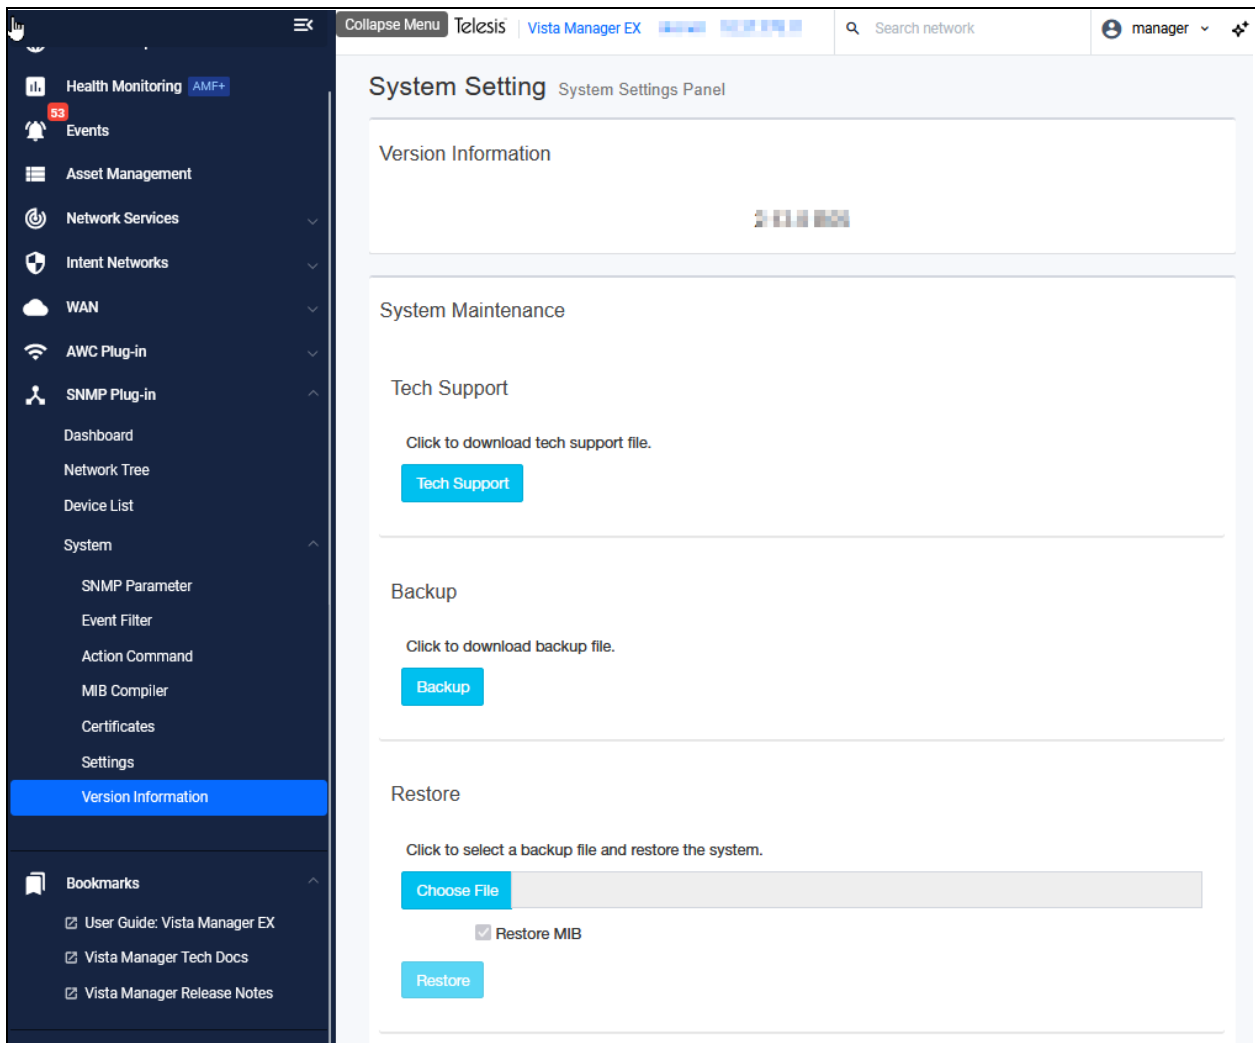 Collapse Menu
Telesis
Vista Manager EX
Search network
manager
Health Monitoring AMF+
53
Events
Asset Management
Network Services
Intent Networks
WAN
AWC Plug-in
SNMP Plug-in
Dashboard
Network Tree
Device List
System
SNMP Parameter
Event Filter
Action Command
MIB Compiler
Certificates
Settings
Version Information
Bookmarks
User Guide: Vista Manager EX
Vista Manager Tech Docs
Vista Manager Release Notes
System Setting System Settings Panel
Version Information
System Maintenance
Tech Support
Click to download tech support file.
Tech Support
Backup
Click to download backup file.
Backup
Restore
Click to select a backup file and restore the system.
Choose File
Restore MIB
Restore